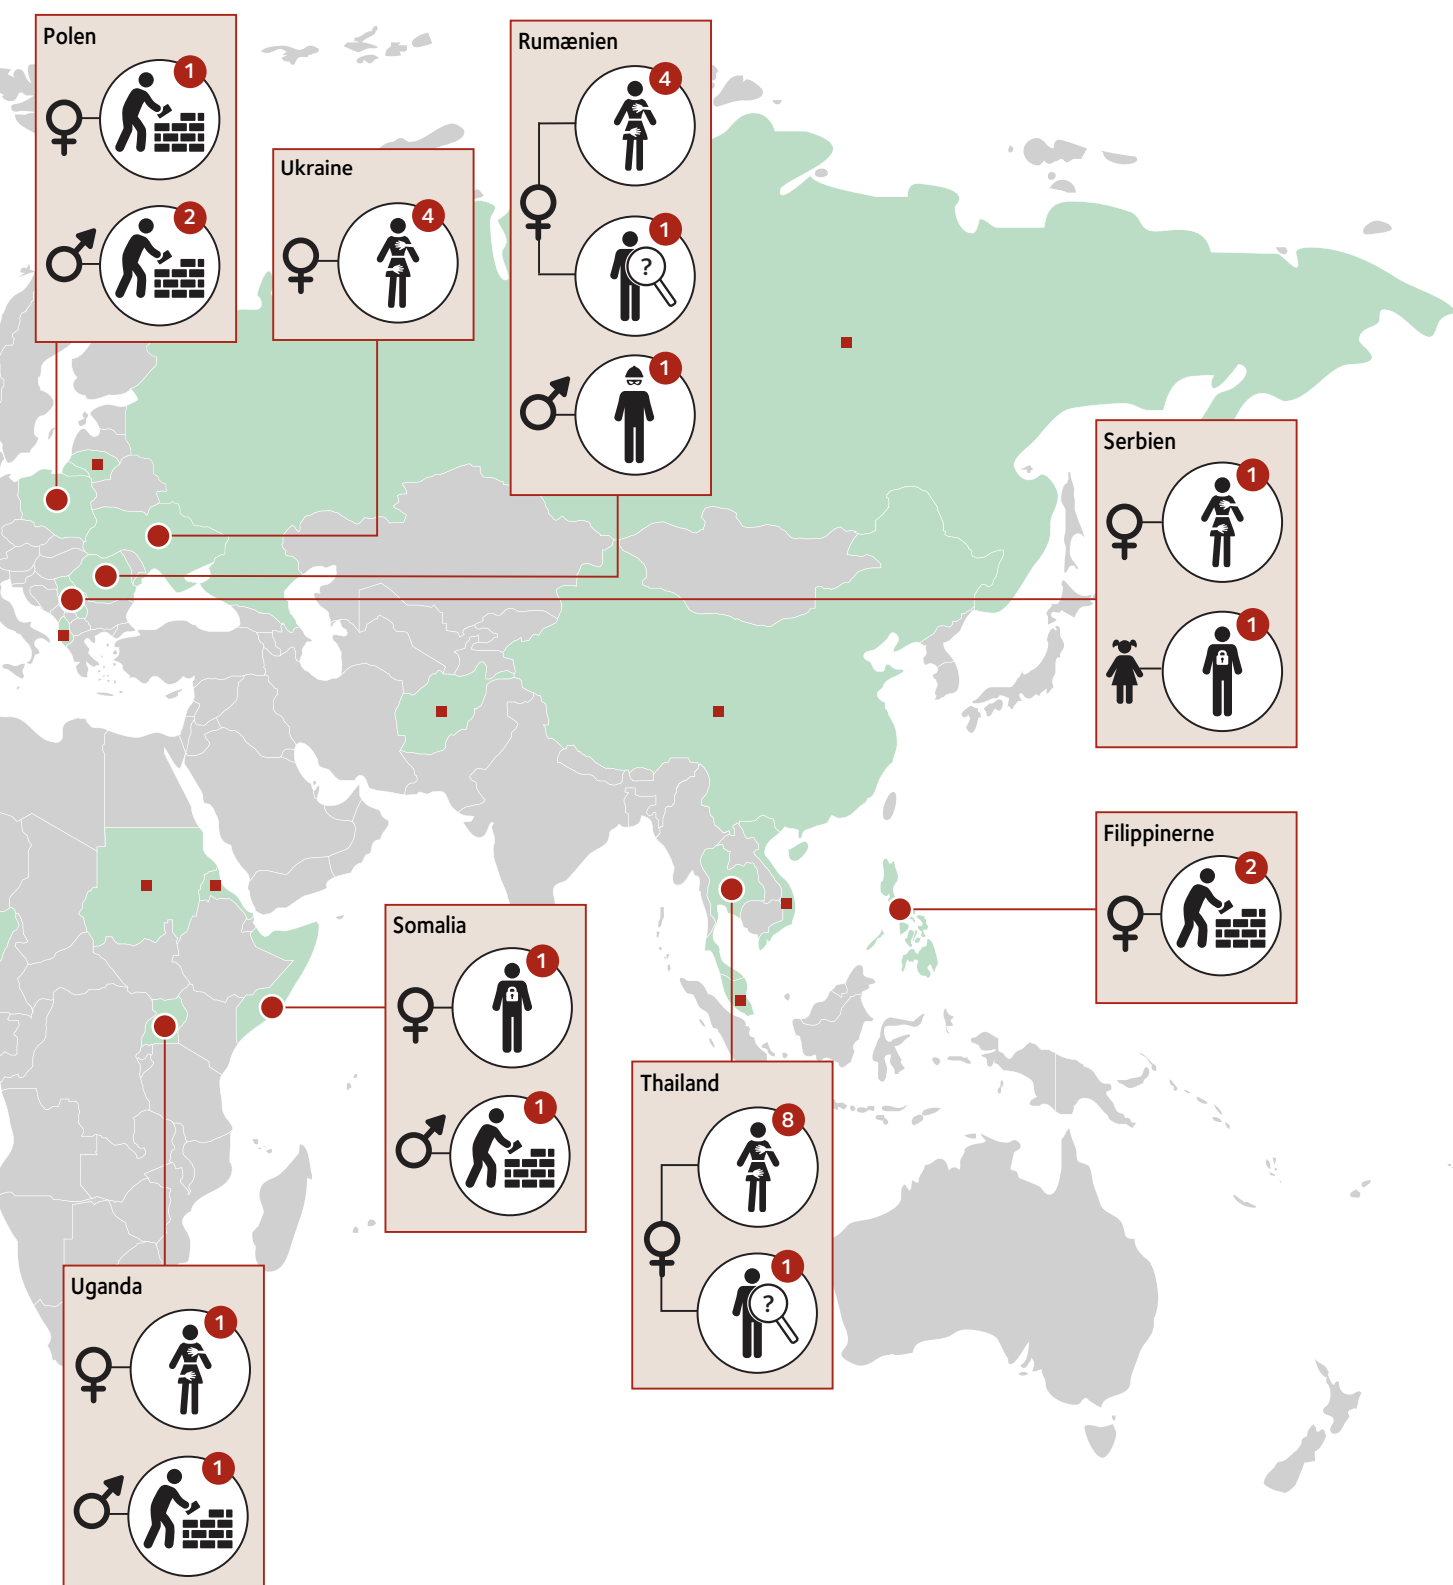 Polen
1
2
Ukraine
4
Rumænien
4
?
1
1
Serbien
1
1
Filippinerne
2
Somalia
1
1
Thailand
8
?
1
Uganda
1
1